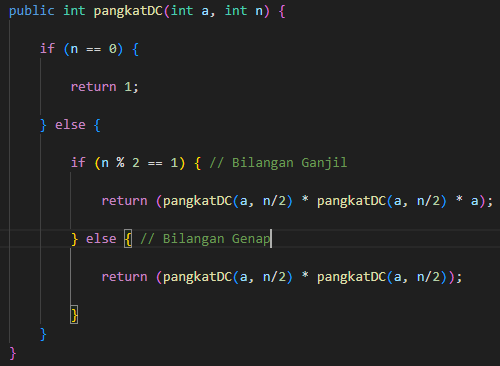 public int pangkatDC(int a, int n) {
if (n == 0) {
return 1;
} else {
if (n % 2 == 1) { // Bilangan Ganjil
return (pangkatDC(a, n/2) * pangkatDC(a, n/2) * a);
} else { // Bilangan Genap
return (pangkatDC(a, n/2) * pangkatDC(a, n/2));
}
}
}